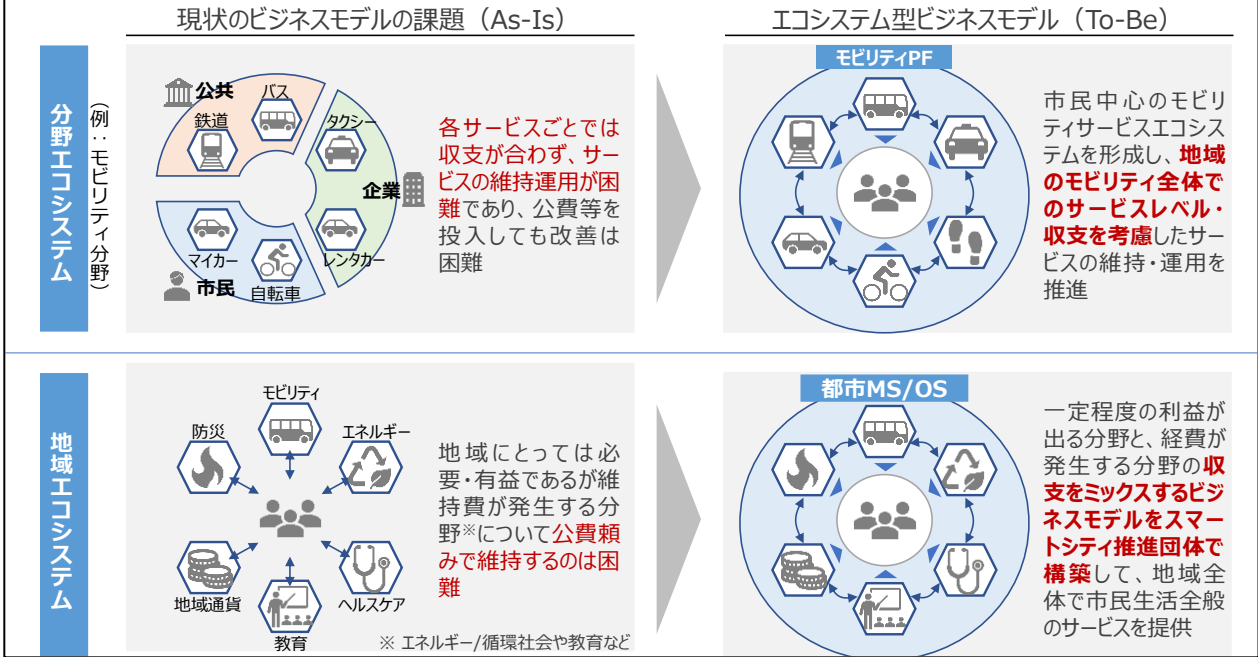 現状のビジネスモデルの課題（As-Is）
エコシステム型ビジネスモデル（To-Be）
分野エコシステム
（例：モビリティ分野）
公共
バス
鉄道
タクシー
企業
レンタカー
マイカー
自転車
市民
各サービスごとでは
収支が合わず、サー
ビスの維持運用が困
難であり、公費等を
投入しても改善は
困難
モビリティPF
市民中心のモビリ
ティサービスエコシス
テムを形成し、地域
のモビリティ全体で
のサービスレベル・
収支を考慮したサー
ビスの維持・運用を
推進
地域エコシステム
モビリティ
防災
エネルギー
地域通貨
ヘルスケア
教育
地域にとっては必
要・有益であるが維
持費が発生する分
野※について公費頼
みで維持するのは困
難
※ エネルギー/循環社会や教育など
都市MS/OS
一定程度の利益が
出る分野と、経費が
発生する分野の収
支をミックスするビジ
ネスモデルをスマー
トシティ推進団体で
構築して、地域全
体で市民生活全般
のサービスを提供